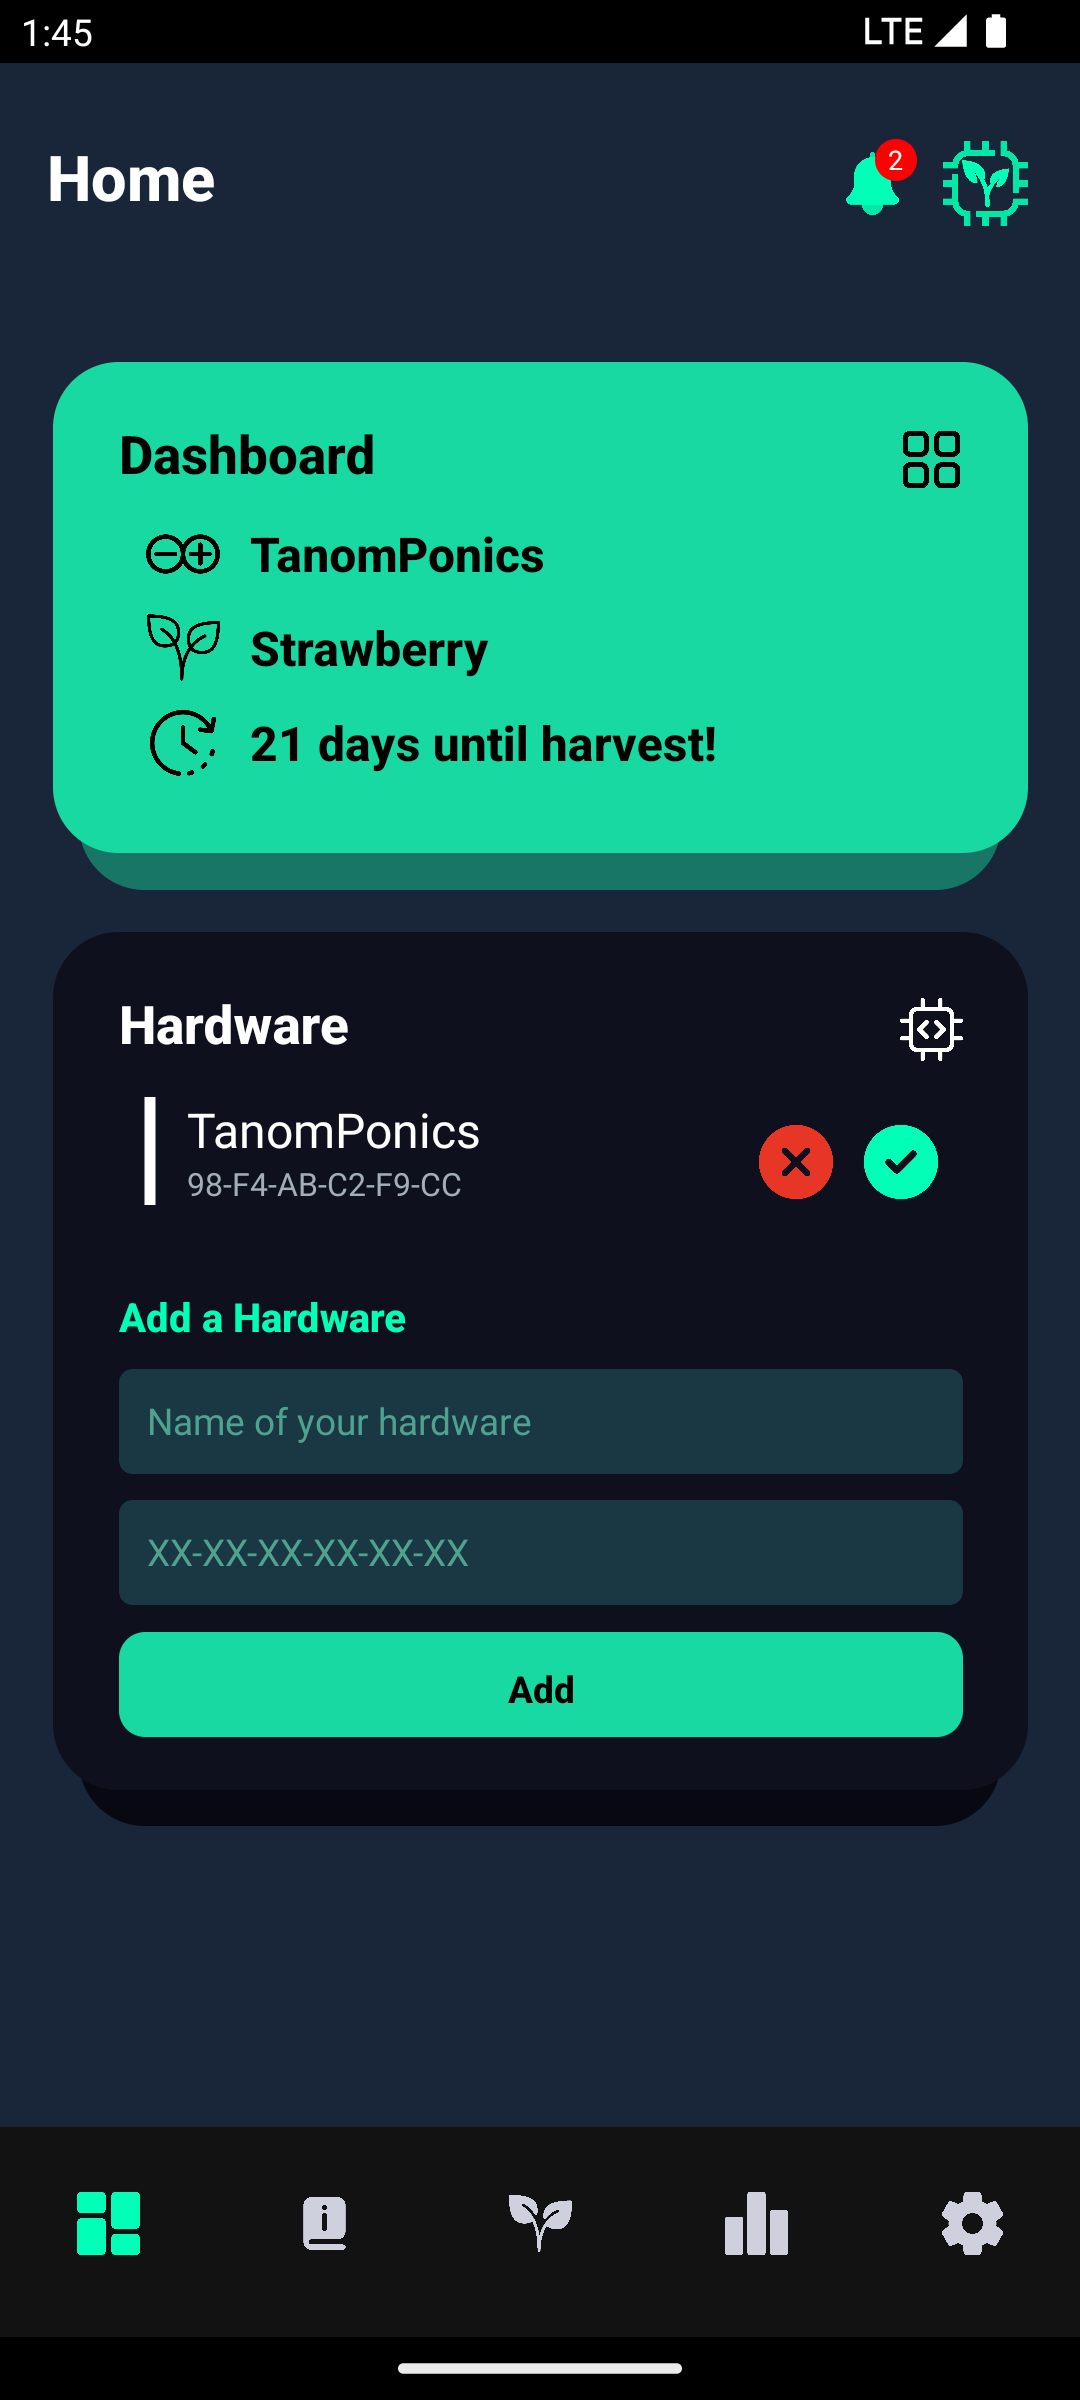 1:45
LTE
Home
2
Dashboard
TanomPonics
Strawberry
21 days until harvest!
Hardware
TanomPonics
98-F4-AB-C2-F9-CC
Add a Hardware
Name of your hardware
XX-XX-XX-XX-XX-XX
Add